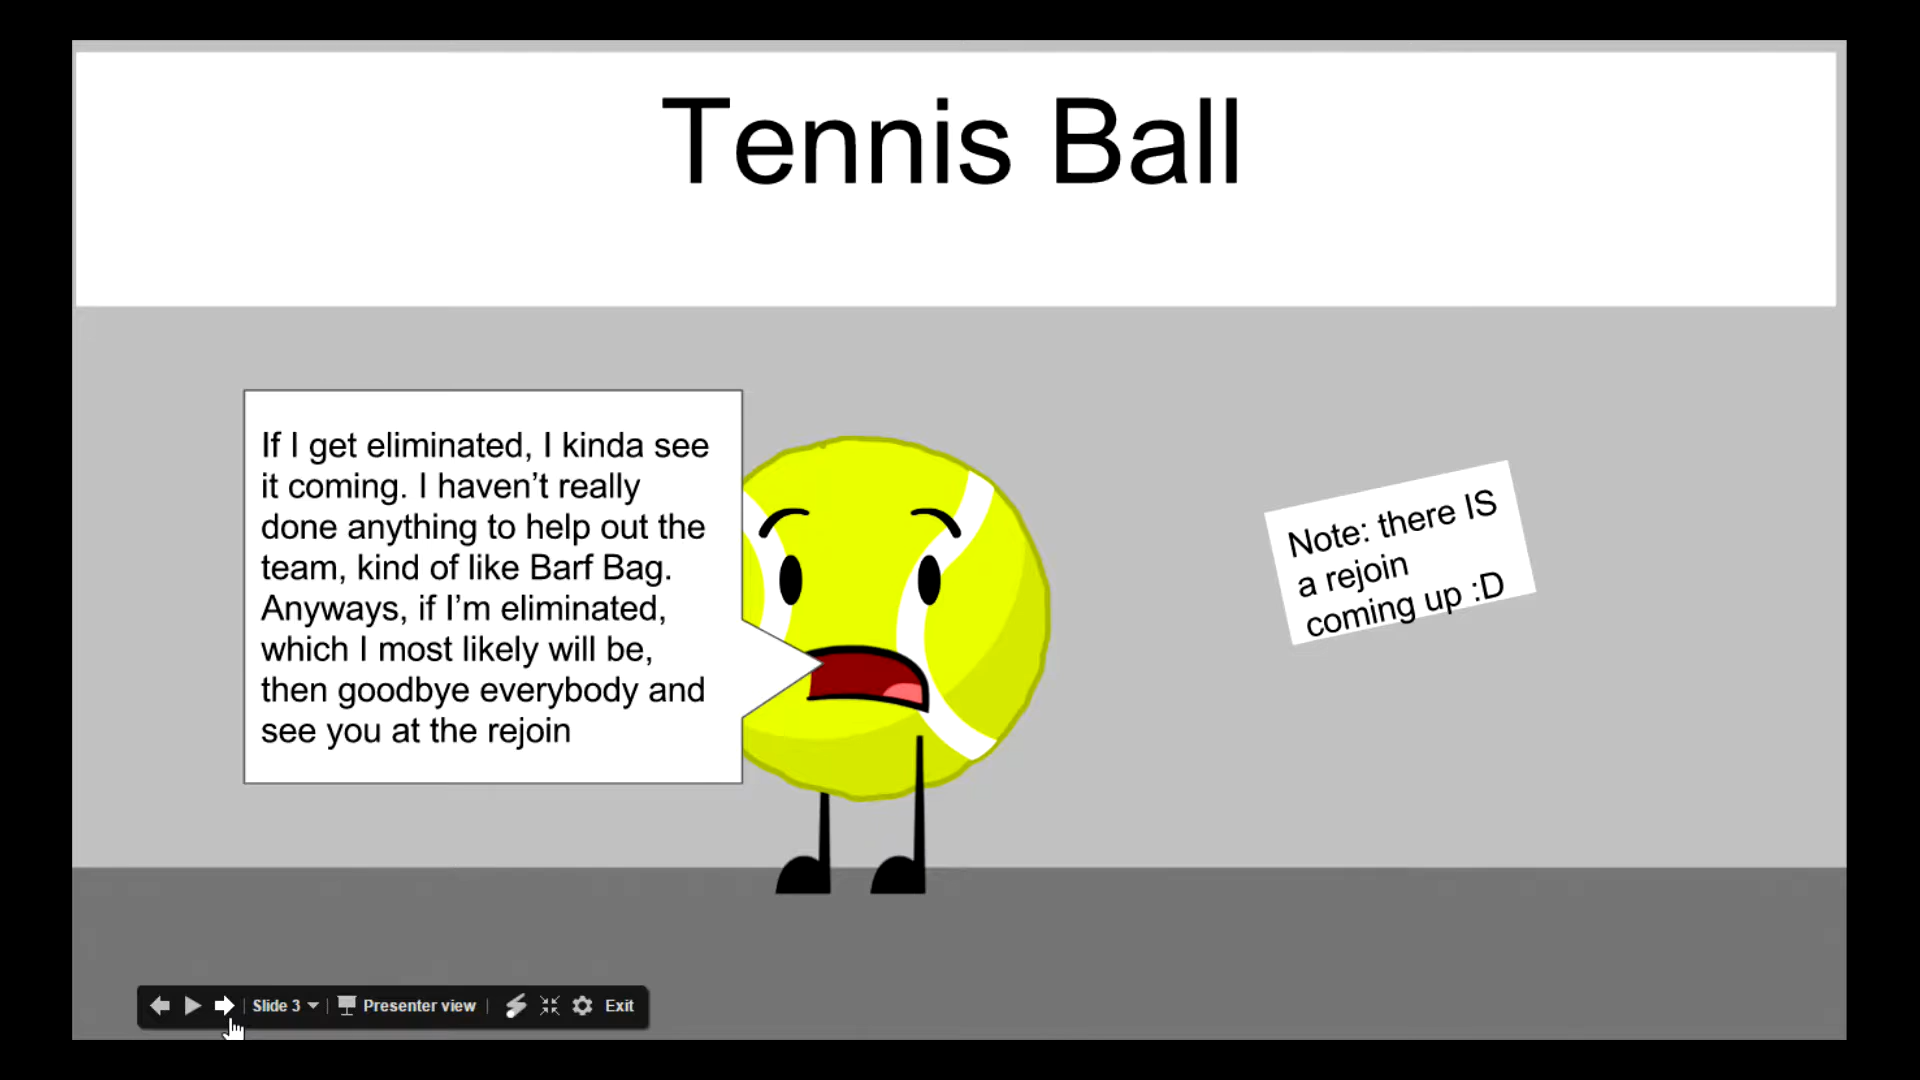 Tennis Ball
If I get eliminated, I kinda see
it coming. I haven’t really
done anything to help out the
team, kind of like Barf Bag.
Anyways, if I’m eliminated,
which I most likely will be,
then goodbye everybody and
see you at the rejoin
Note: there IS
a rejoin
coming up :D
Slide 3 Presenter view Exit